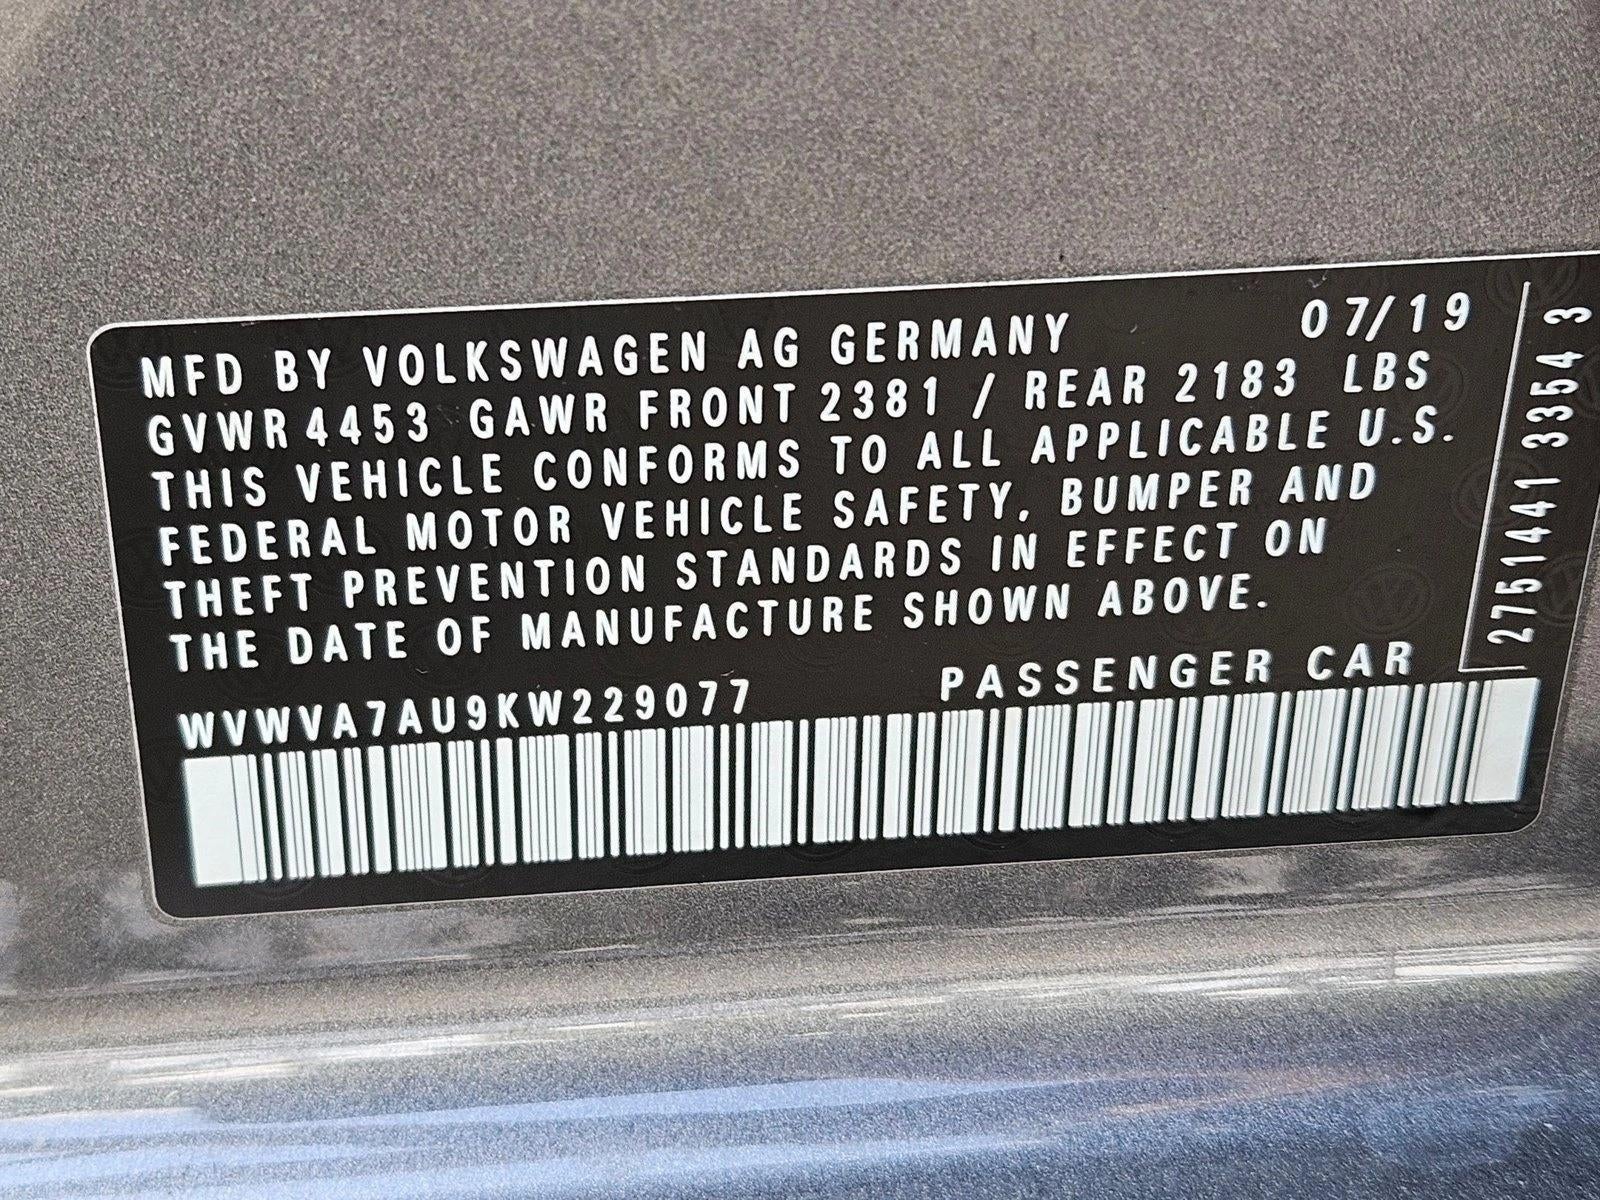 MFD BY VOLKSWAGEN AG GERMANY 07/19
GVWR 4453 GAWR FRONT 2381 / REAR 2183 LBS
THIS VEHICLE CONFORMS TO ALL APPLICABLE U.S.
FEDERAL MOTOR VEHICLE SAFETY, BUMPER AND
THEFT PREVENTION STANDARDS IN EFFECT ON
THE DATE OF MANUFACTURE SHOWN ABOVE.
WVWVA7AU9KW229077 PASSENGER CAR
2751441 3354 3